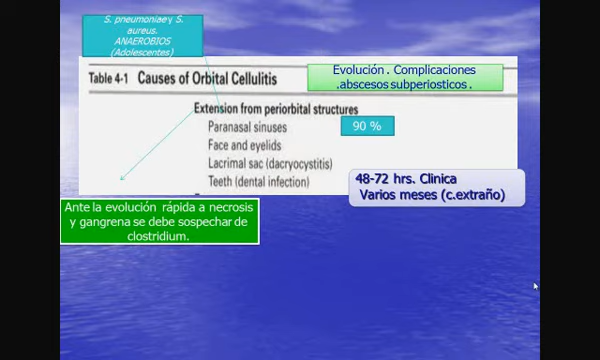 S. pneumoniae y S.
aureus.
ANAEROBIOS
(Adolescentes)
Evolución . Complicaciones
.abscesos subperiosticos .
Table 4-1 Causes of Orbital Cellulitis
Extension from periorbital structures
Paranasal sinuses
90 %
Face and eyelids
Lacrimal sac (dacryocystitis)
Teeth (dental infection)
48-72 hrs. Clinica
Varios meses (c.extraño)
Ante la evolución rápida a necrosis
y gangrena se debe sospechar de
clostridium.